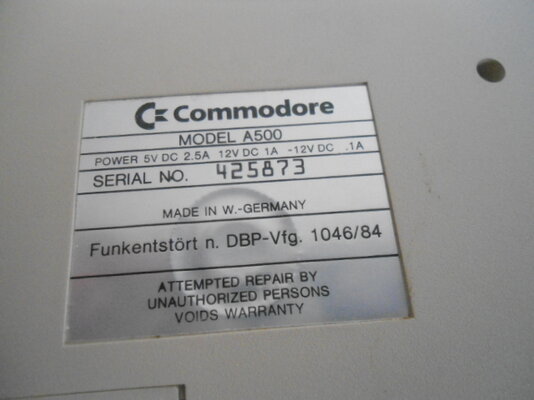 Commodore
MODEL A500
POWER 5V DC 2.5A 12V DC 1A -12V DC .1A
SERIAL NO. 425873
MADE IN W.-GERMANY
Funkentstört n. DBP-Vfg. 1046/84
ATTEMPTED REPAIR BY
UNAUTHORIZED PERSONS
VOIDS WARRANTY